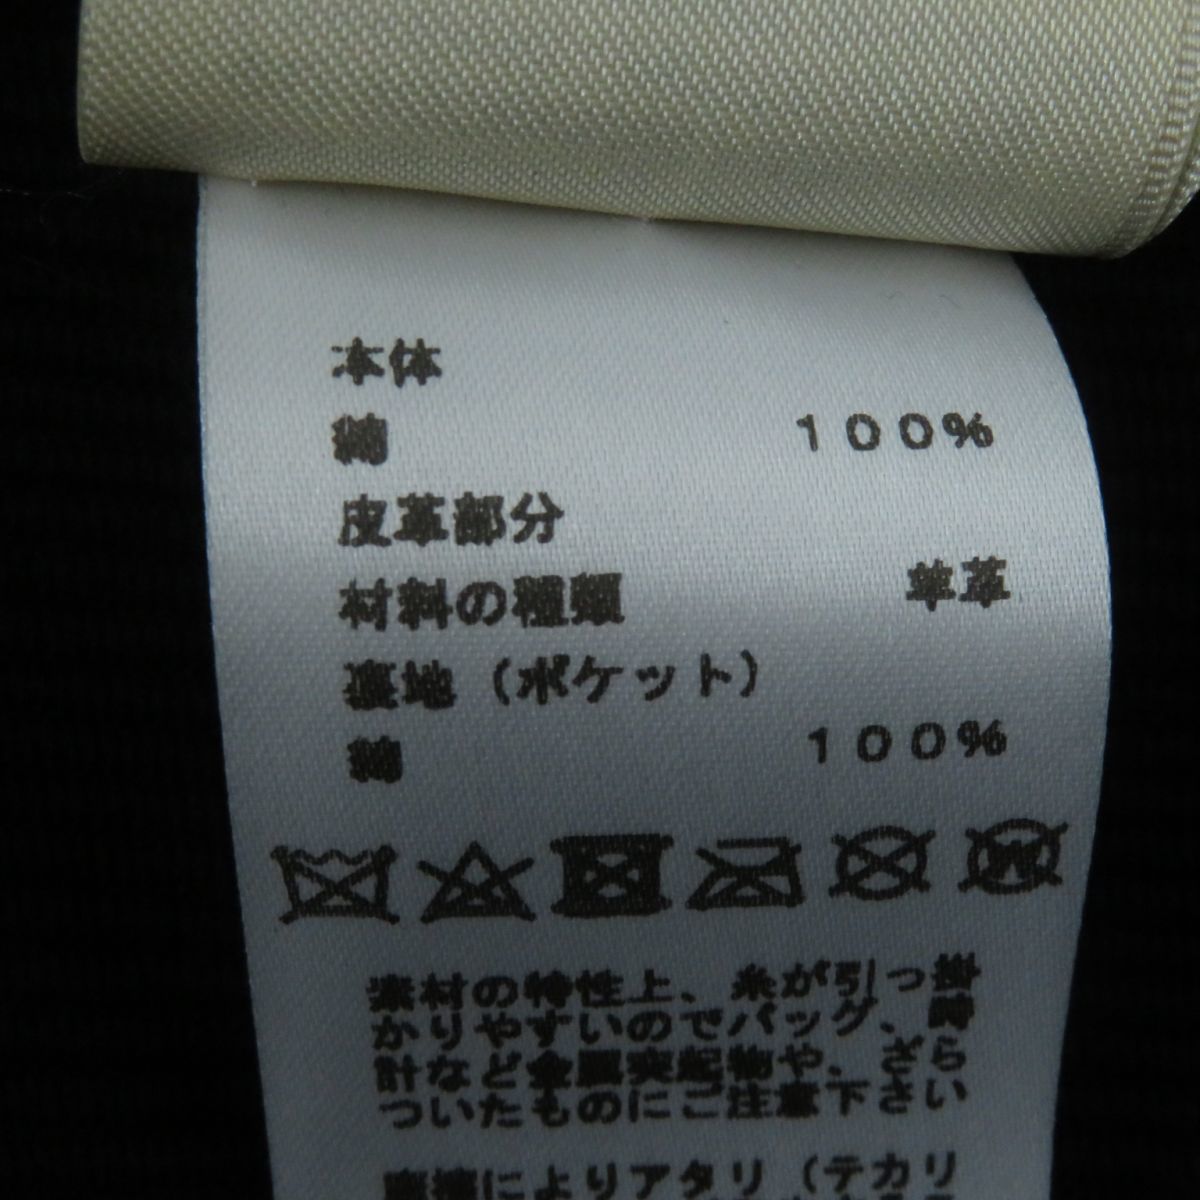 本体
綿 100%
皮革部分
材料の種類 羊革
裏地(ポケット)
綿 100%
素材の特性上、糸が引っ掛
かりやすいのでバッグ、時
計など金属突起物や、ざら
ついたものにご注意下さい
摩擦によりアタリ(テカリ